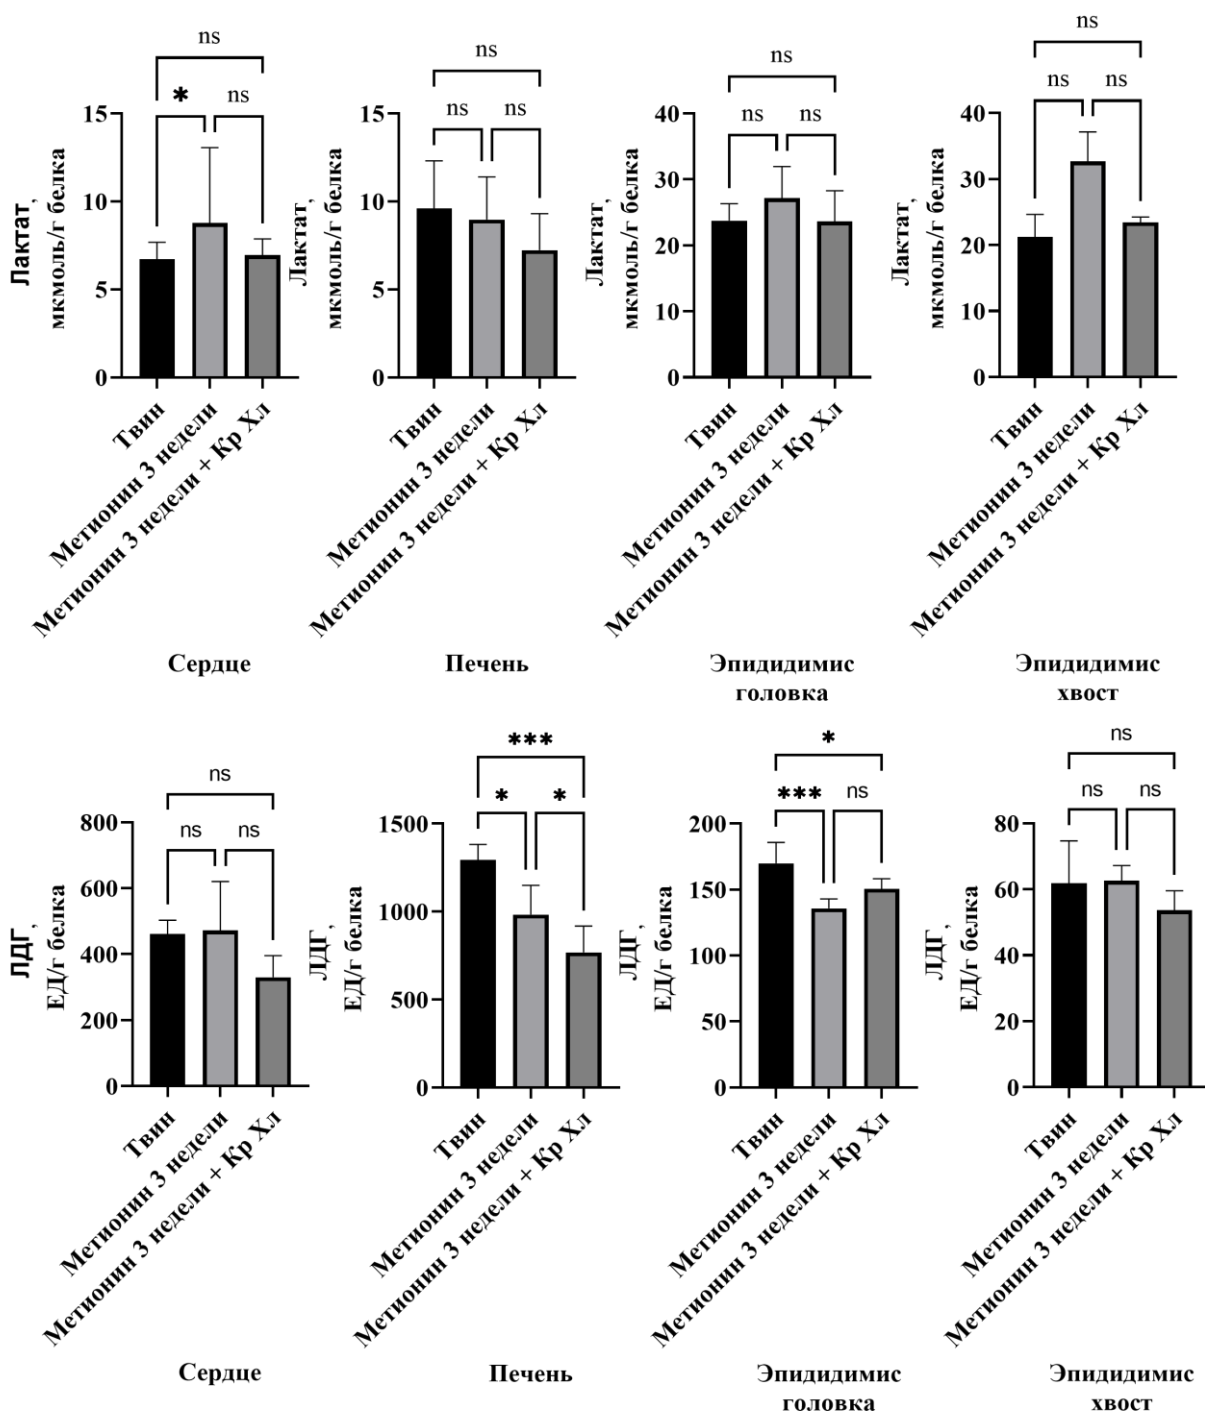 ns
* ns
Лактат,
мкмоль/г белка
15
10
5
0
Твин
Метионин 3 недели
Метионин 3 недели + Кр Хл
Сердце
ns
ns ns
Лактат,
мкмоль/г белка
15
10
5
0
Твин
Метионин 3 недели
Метионин 3 недели + Кр Хл
Печень
ns
ns ns
Лактат,
мкмоль/г белка
40
30
20
10
0
Твин
Метионин 3 недели
Метионин 3 недели + Кр Хл
Эпидидимис
головка
ns
ns ns
Лактат,
мкмоль/г белка
40
30
20
10
0
Твин
Метионин 3 недели
Метионин 3 недели + Кр Хл
Эпидидимис
хвост
ns
ns ns
ЛДГ,
ЕД/г белка
800
600
400
200
0
Твин
Метионин 3 недели
Метионин 3 недели + Кр Хл
Сердце
***
* *
ЛДГ,
ЕД/г белка
1500
1000
500
0
Твин
Метионин 3 недели
Метионин 3 недели + Кр Хл
Печень
*
*** ns
ЛДГ,
ЕД/г белка
200
150
100
50
0
Твин
Метионин 3 недели
Метионин 3 недели + Кр Хл
Эпидидимис
головка
ns
ns ns
ЛДГ,
ЕД/г белка
80
60
40
20
0
Твин
Метионин 3 недели
Метионин 3 недели + Кр Хл
Эпидидимис
хвост